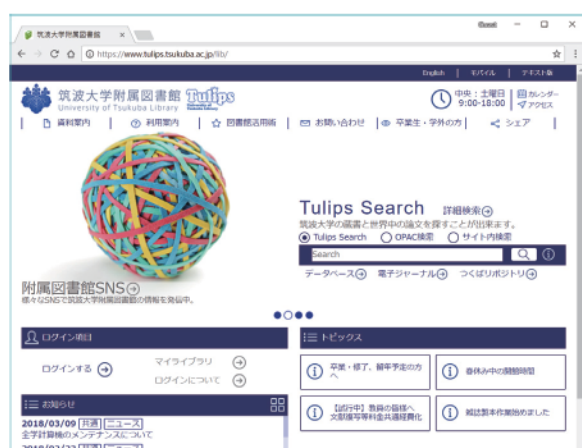 筑波大学附属図書館 ×
Guest
https://www.tulips.tsukuba.ac.jp/lib/
English | モバイル | テキスト版
筑波大学附属図書館 Tulips
University of Tsukuba Library
中央:土曜日
9:00-18:00
カレンダー
アクセス
資料案内 | 利用案内 | 図書館活用術 | お問い合わせ | 卒業生・学外の方 | シェア
Tulips Search 詳細検索
筑波大学の蔵書と世界中の論文を探すことが出来ます。
Tulips Search OPAC検索 サイト内検索
Search
データベース 電子ジャーナル つくばリポジトリ
附属図書館SNS
様々なSNSで筑波大学附属図書館の情報を発信中。
ログイン項目
ログインする
マイライブラリ
ログインについて
お知らせ
2018/03/09 [共通] [ニュース]
全学計算機のメンテナンスについて
トピックス
卒業・修了、留年予定の方へ
春休み中の開館時間
【試行中】教員の皆様へ
文献複写等料金共通経費化
雑誌製本作業始めました